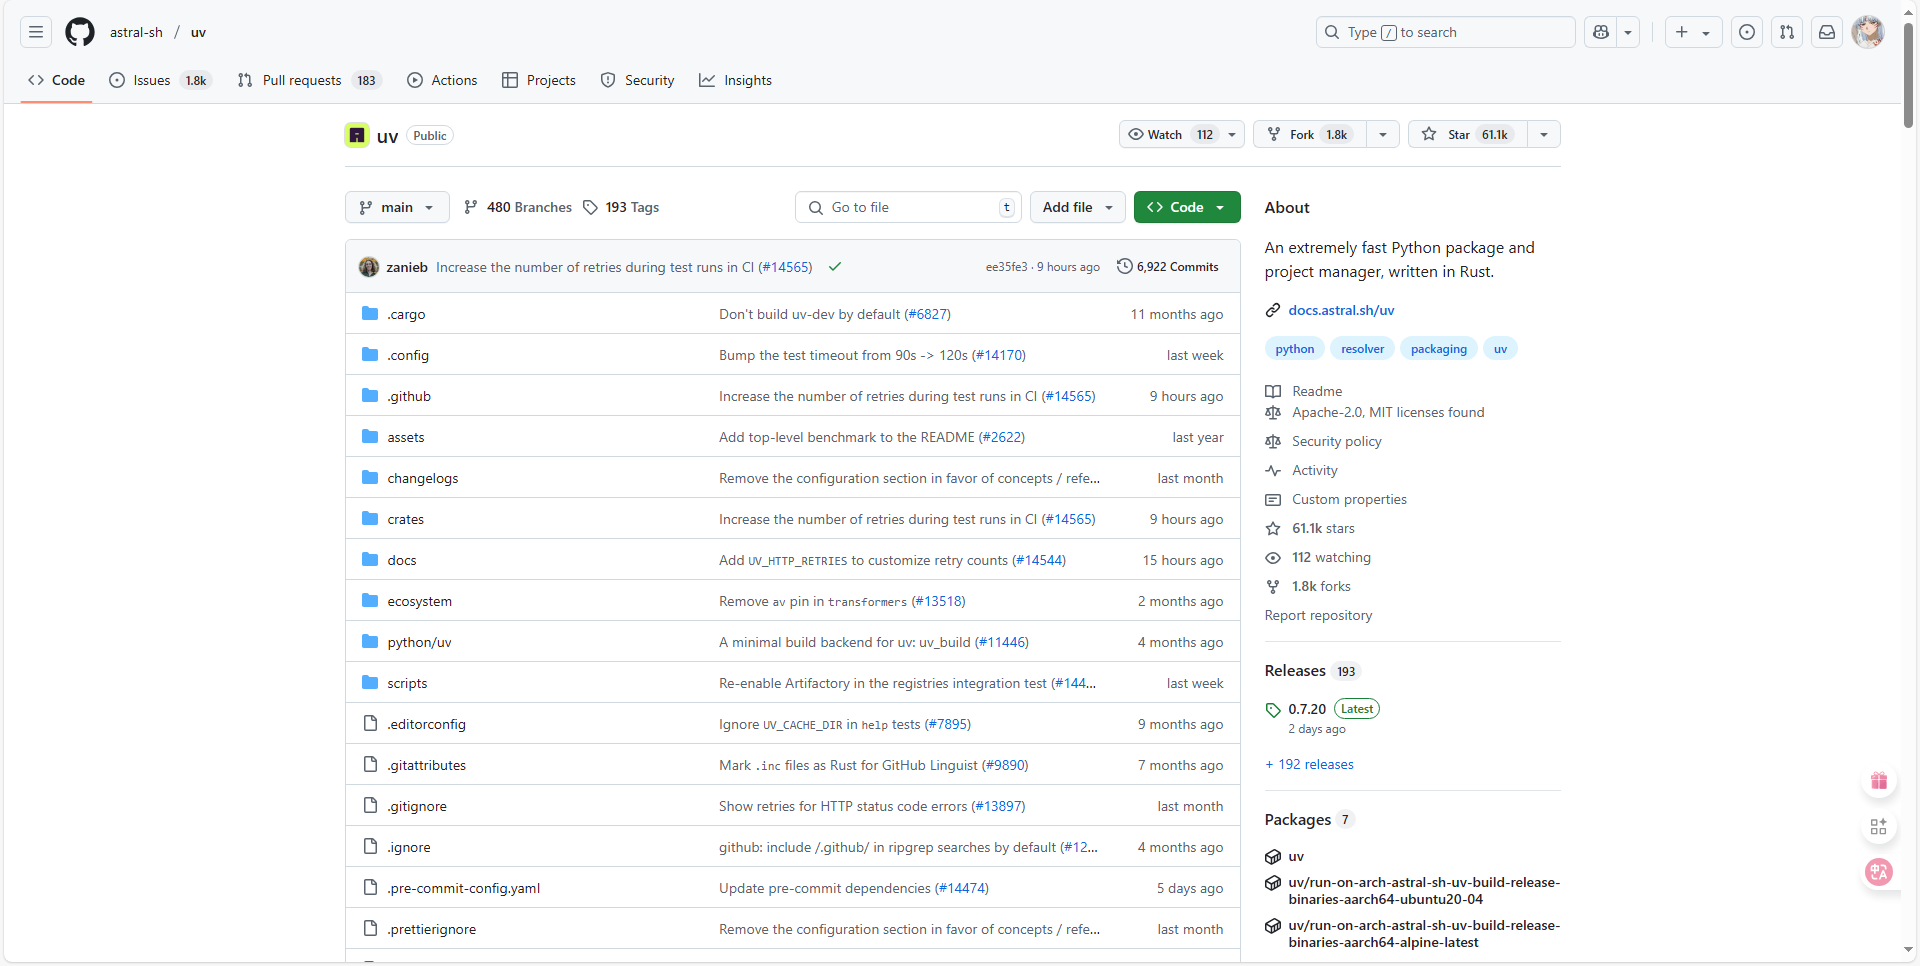 astral-sh / uv
Type / to search
Code
Issues 1.8k
Pull requests 183
Actions
Projects
Security
Insights
uv Public
Watch 112
Fork 1.8k
Star 61.1k
main
480 Branches
193 Tags
Go to file t
Add file
Code
zanieb Increase the number of retries during test runs in CI (#14565)
ee35fe3 · 9 hours ago
6,922 Commits
.cargo Don't build uv-dev by default (#6827) 11 months ago
.config Bump the test timeout from 90s -> 120s (#14170) last week
.github Increase the number of retries during test runs in CI (#14565) 9 hours ago
assets Add top-level benchmark to the README (#2622) last year
changelogs Remove the configuration section in favor of concepts / refe... last month
crates Increase the number of retries during test runs in CI (#14565) 9 hours ago
docs Add UV_HTTP_RETRIES to customize retry counts (#14544) 15 hours ago
ecosystem Remove av pin in transformers (#13518) 2 months ago
python/uv A minimal build backend for uv: uv_build (#11446) 4 months ago
scripts Re-enable Artifactory in the registries integration test (#144... last week
.editorconfig Ignore UV_CACHE_DIR in help tests (#7895) 9 months ago
.gitattributes Mark .inc files as Rust for GitHub Linguist (#9890) 7 months ago
.gitignore Show retries for HTTP status code errors (#13897) last month
.ignore github: include /.github/ in ripgrep searches by default (#12... 4 months ago
.pre-commit-config.yaml Update pre-commit dependencies (#14474) 5 days ago
.prettierignore Remove the configuration section in favor of concepts / refe... last month
About
An extremely fast Python package and
project manager, written in Rust.
docs.astral.sh/uv
python resolver packaging uv
Readme
Apache-2.0, MIT licenses found
Security policy
Activity
Custom properties
61.1k stars
112 watching
1.8k forks
Report repository
Releases 193
0.7.20 Latest
2 days ago
+ 192 releases
Packages 7
uv
uv/run-on-arch-astral-sh-uv-build-release-
binaries-aarch64-ubuntu20-04
uv/run-on-arch-astral-sh-uv-build-release-
binaries-aarch64-alpine-latest